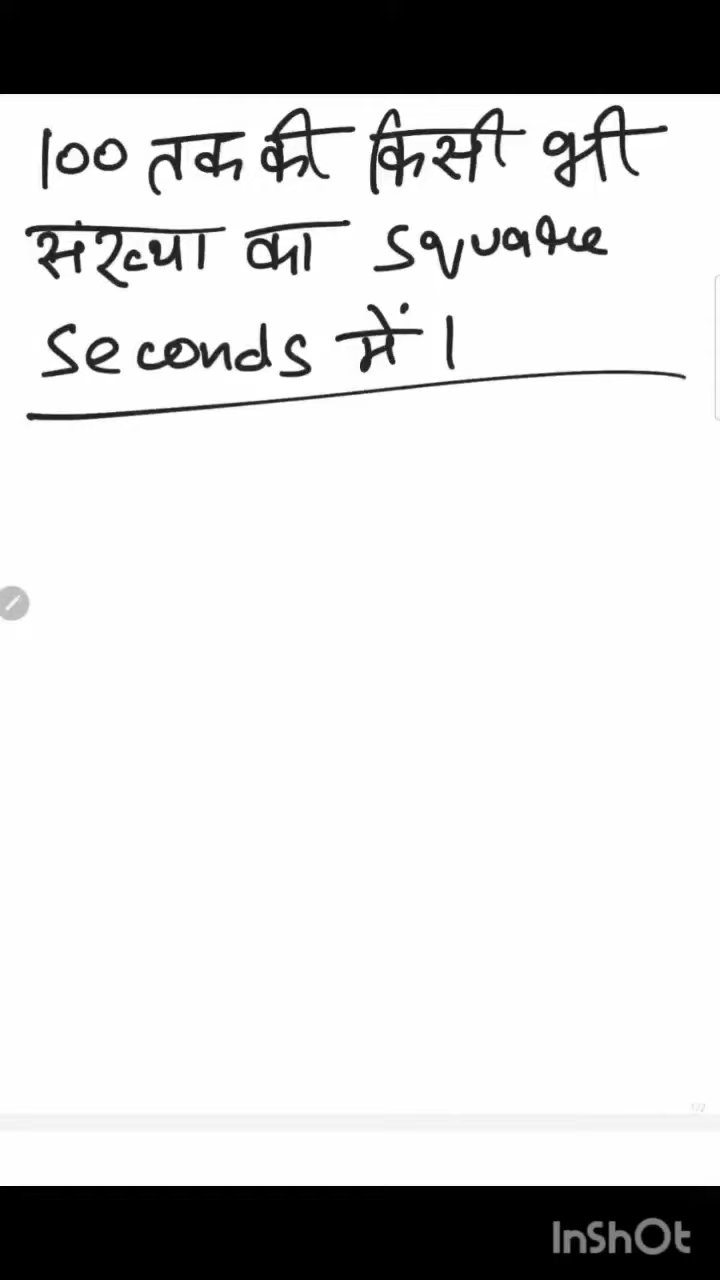 100 तक की किसी भी
संख्या का square
seconds में।
InShOt